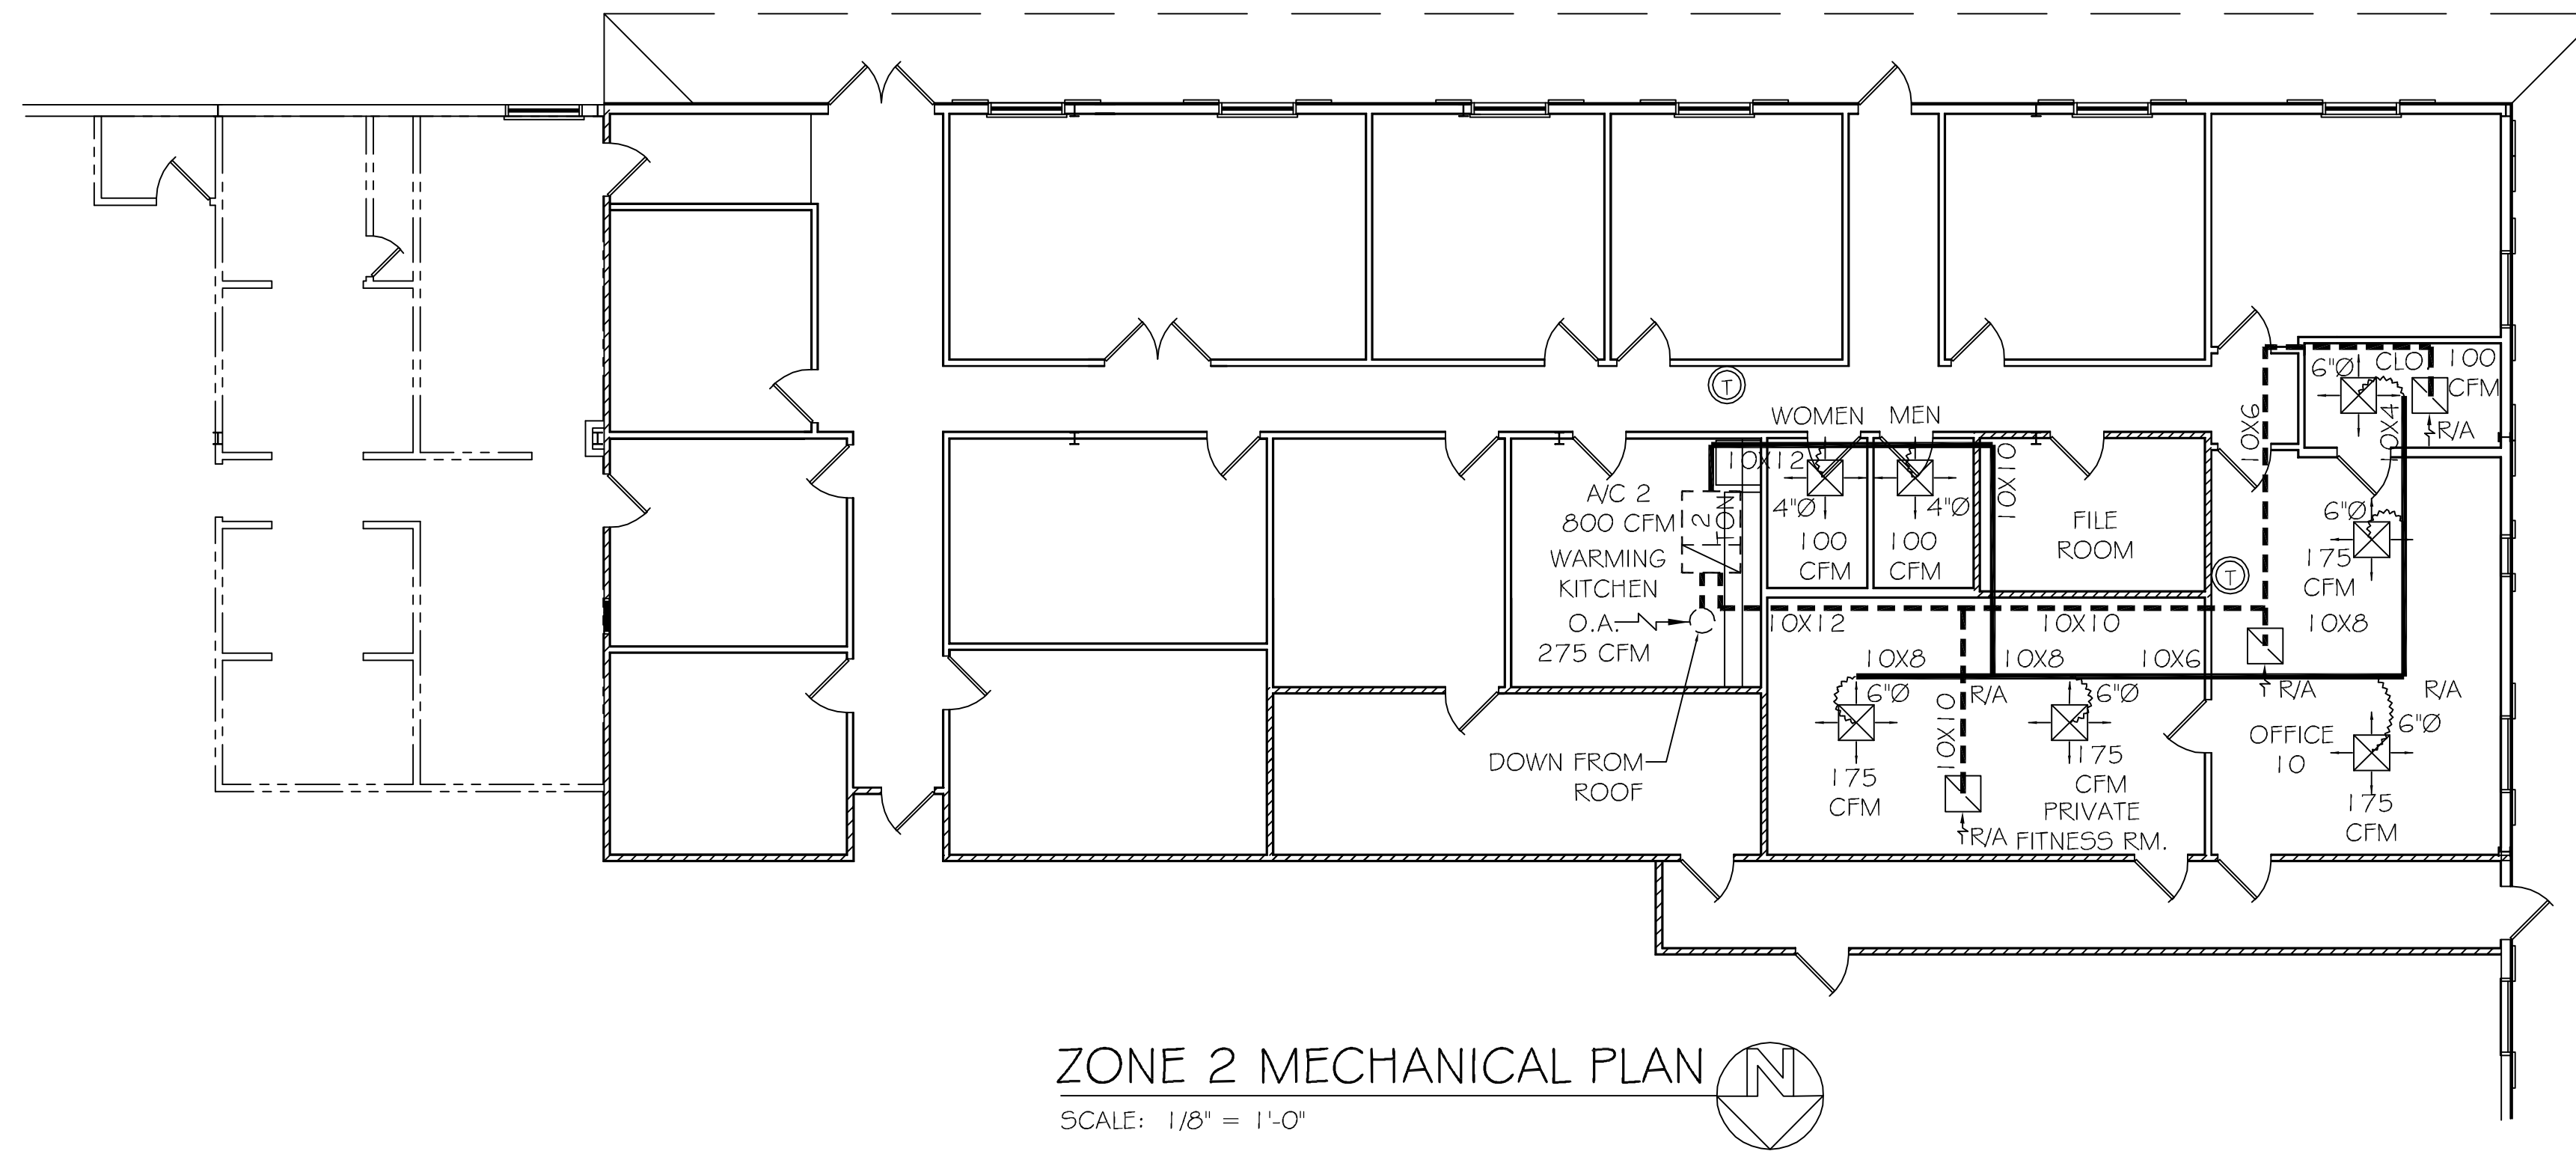 6"Ø
CLO.
100
CFM
10X4
R/A
10X6
T
WOMEN
MEN
10X12
10X10
A/C 2
800 CFM
2
TON
4"Ø
4"Ø
100
CFM
100
CFM
WARMING
KITCHEN
FILE
ROOM
6"Ø
175
CFM
T
O.A.
275 CFM
10X12
10X10
10X8
10X8
10X8
10X6
6"Ø
R/A
6"Ø
R/A
R/A
6"Ø
10X10
OFFICE
10
DOWN FROM
ROOF
175
CFM
175
CFM
175
CFM
R/A
PRIVATE
FITNESS RM.
ZONE 2 MECHANICAL PLAN
N
SCALE: 1/8" = 1'-0"